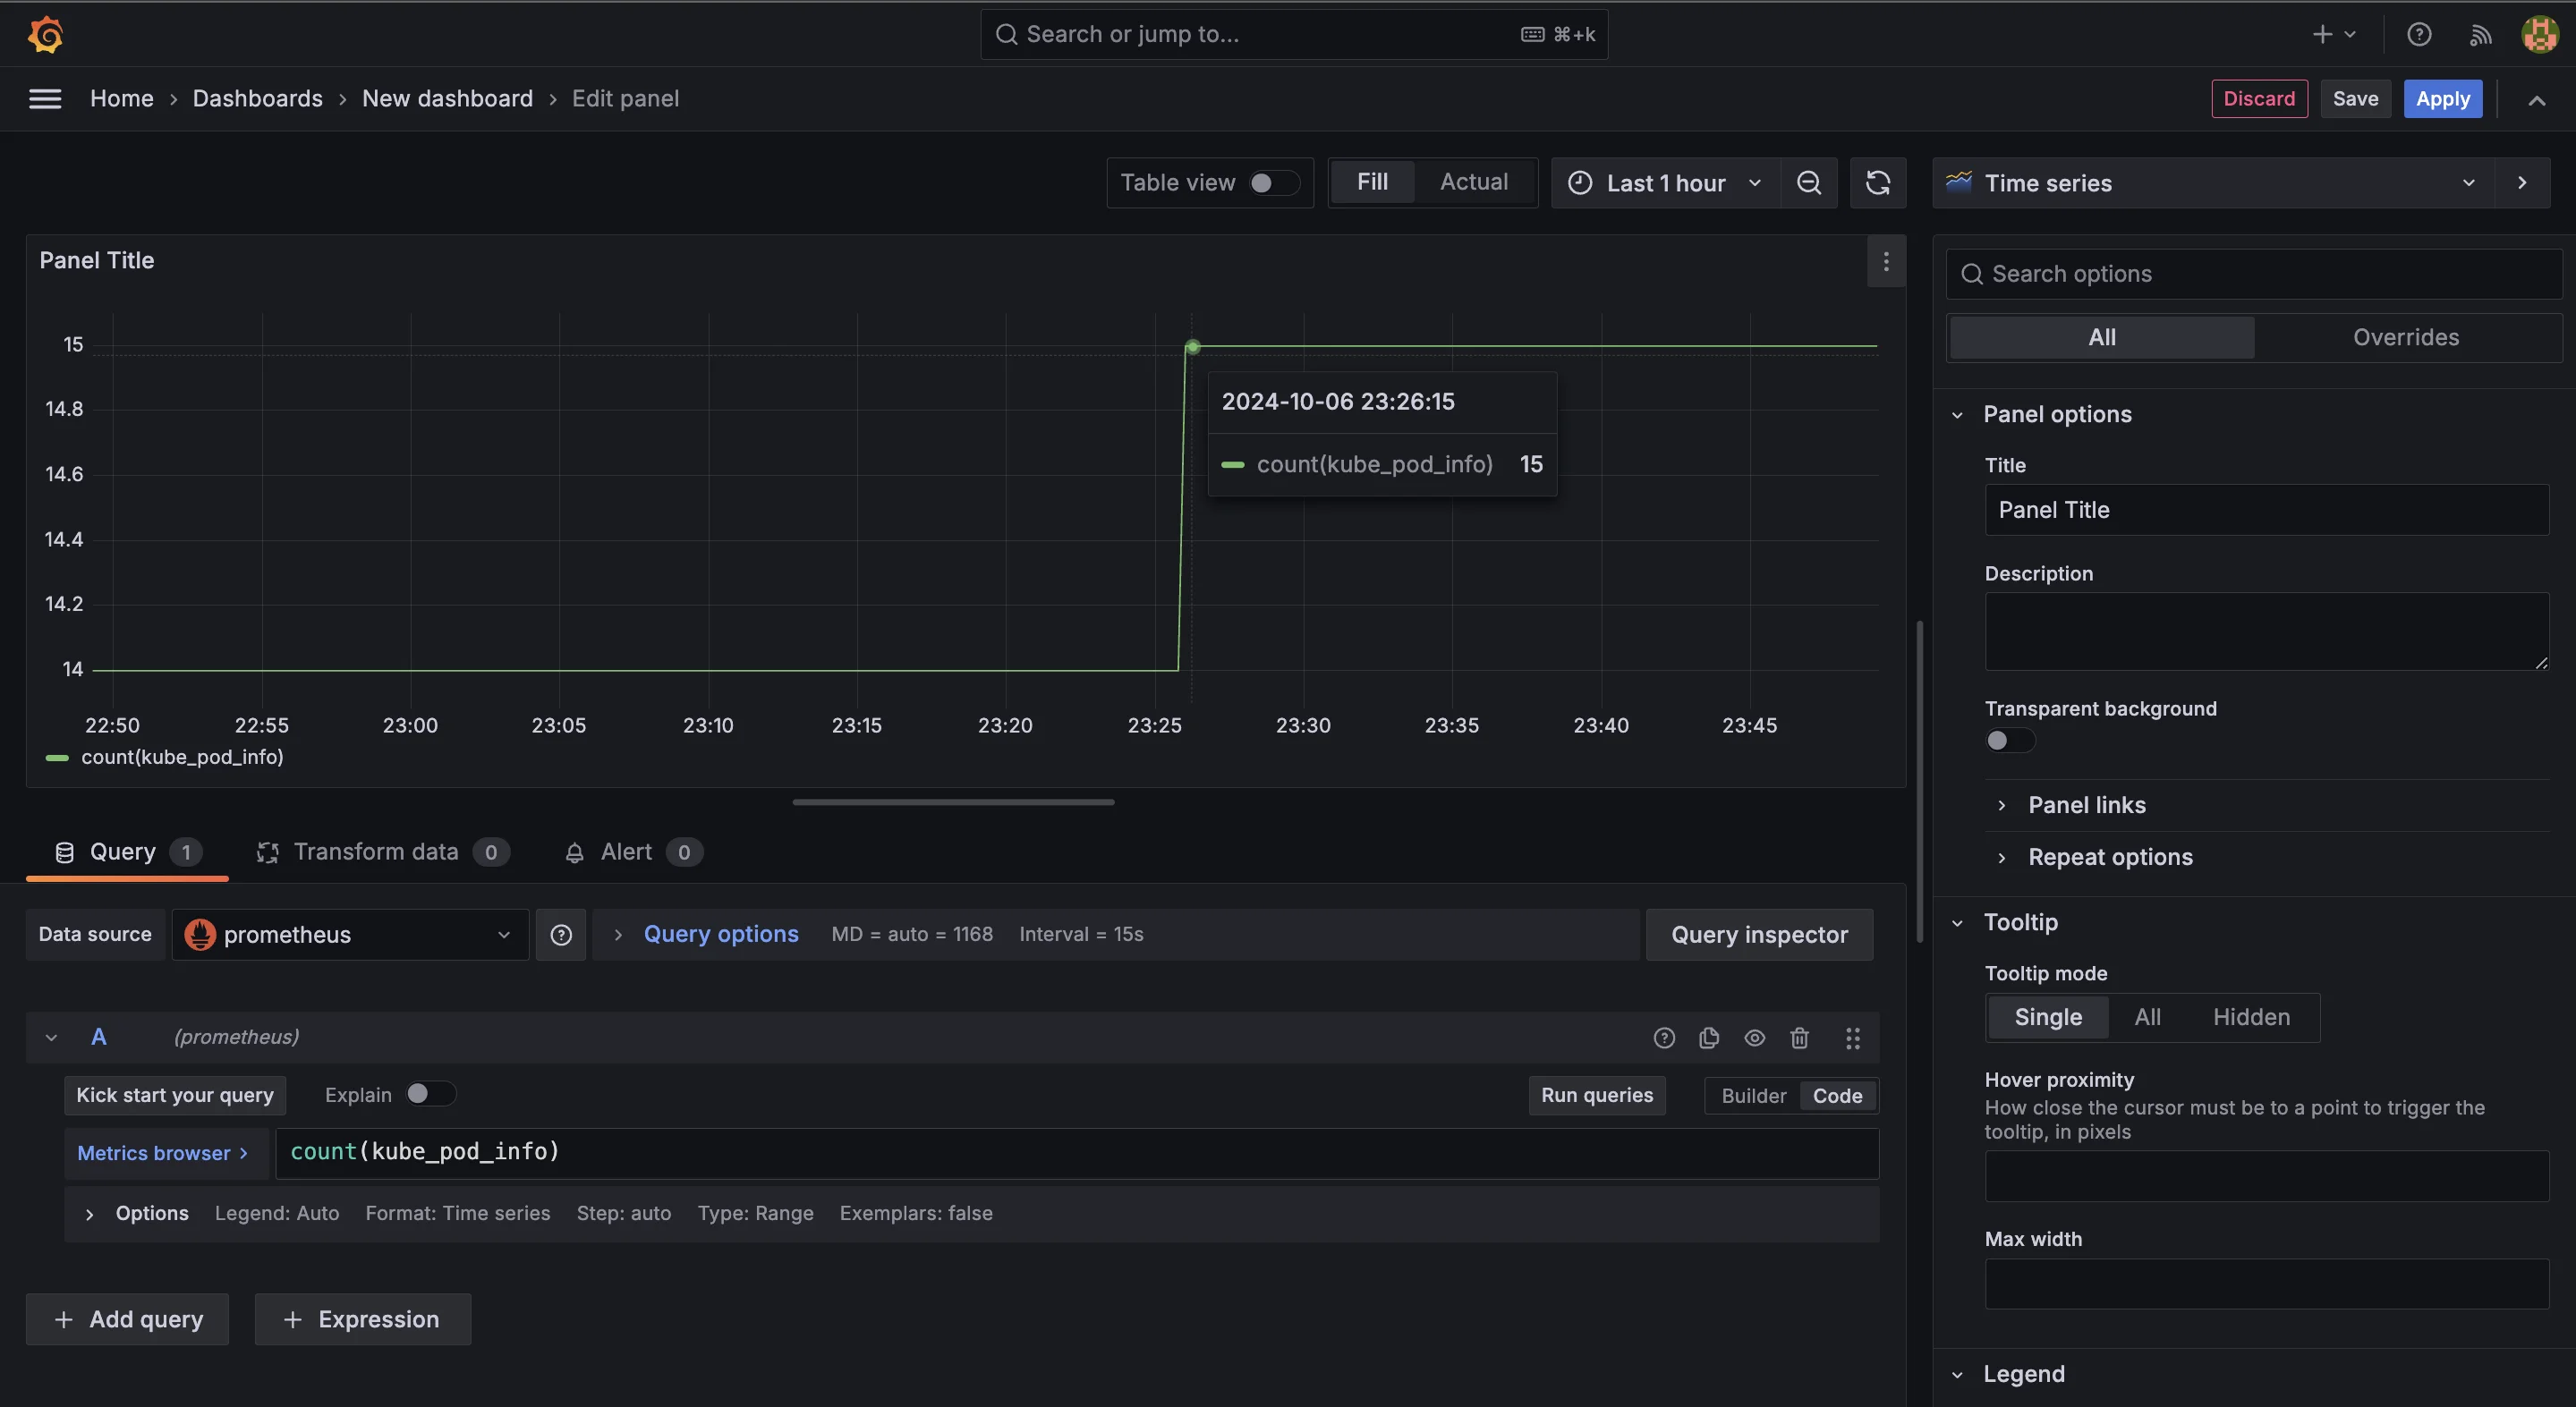 Search or jump to...
⌘+k
Home › Dashboards › New dashboard › Edit panel
Discard
Save
Apply
Table view
Fill
Actual
Last 1 hour
Time series
Panel Title
15
14.8
14.6
14.4
14.2
14
2024-10-06 23:26:15
count(kube_pod_info) 15
22:50 22:55 23:00 23:05 23:10 23:15 23:20 23:25 23:30 23:35 23:40 23:45
count(kube_pod_info)
Query 1
Transform data 0
Alert 0
Data source
prometheus
Query options
MD = auto = 1168
Interval = 15s
Query inspector
A
(prometheus)
Kick start your query
Explain
Run queries
Builder
Code
Metrics browser >
count(kube_pod_info)
Options Legend: Auto Format: Time series Step: auto Type: Range Exemplars: false
+ Add query
+ Expression
Search options
All
Overrides
Panel options
Title
Panel Title
Description
Transparent background
Panel links
Repeat options
Tooltip
Tooltip mode
Single
All
Hidden
Hover proximity
How close the cursor must be to a point to trigger the
tooltip, in pixels
Max width
Legend